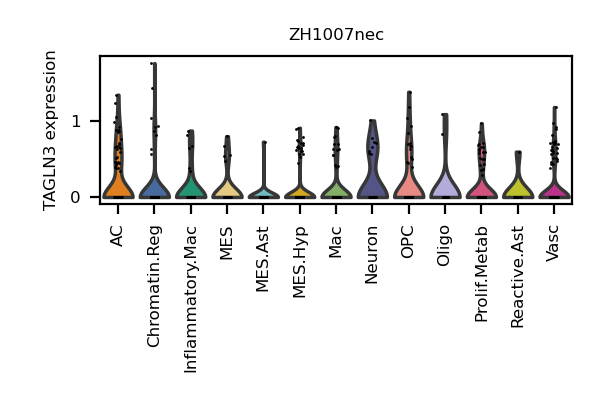 ZH1007nec
TAGLN3 expression
1
0
AC
Chromatin.Reg
Inflammatory.Mac
MES
MES.Ast
MES.Hyp
Mac
Neuron
OPC
Oligo
Prolif.Metab
Reactive.Ast
Vasc